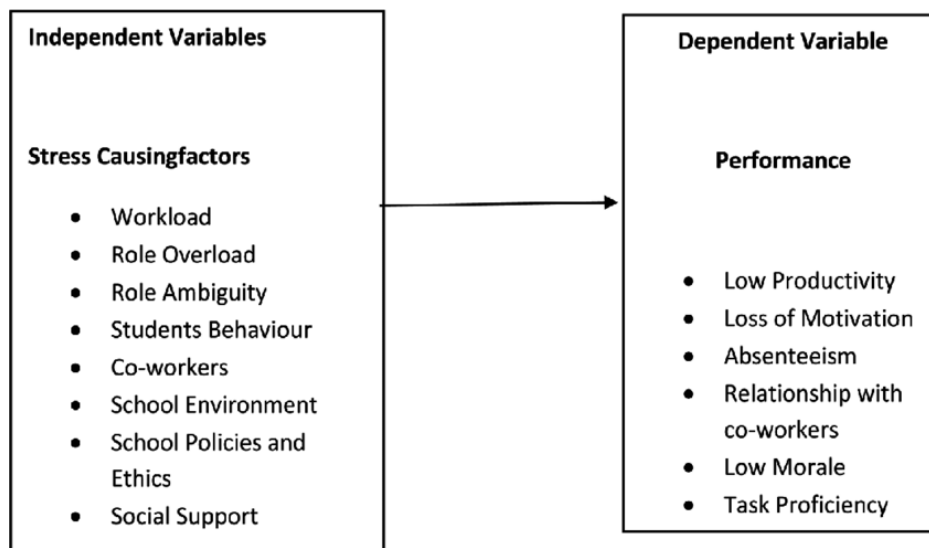 Independent Variables
Stress Causingfactors
• Workload
• Role Overload
• Role Ambiguity
• Students Behaviour
• Co-workers
• School Environment
• School Policies and
Ethics
• Social Support
Dependent Variable
Performance
• Low Productivity
• Loss of Motivation
• Absenteeism
• Relationship with
co-workers
• Low Morale
• Task Proficiency